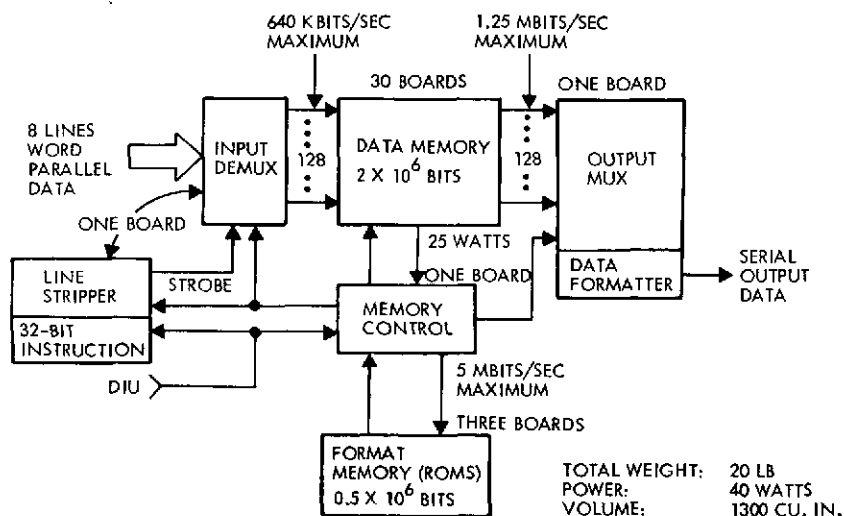 640 KBITS/SEC
MAXIMUM
1.25 MBITS/SEC
MAXIMUM
30 BOARDS
ONE BOARD
8 LINES
WORD
PARALLEL
DATA
INPUT
DEMUX
128
DATA MEMORY
2 X 10^6 BITS
128
OUTPUT
MUX
ONE BOARD
25 WATTS
ONE BOARD
LINE
STRIPPER
STROBE
MEMORY
CONTROL
DATA
FORMATTER
SERIAL
OUTPUT
DATA
32-BIT
INSTRUCTION
DIU
5 MBITS/SEC
MAXIMUM
THREE BOARDS
FORMAT
MEMORY (ROMS)
0.5 X 10^6 BITS
TOTAL WEIGHT: 20 LB
POWER: 40 WATTS
VOLUME: 1300 CU. IN.